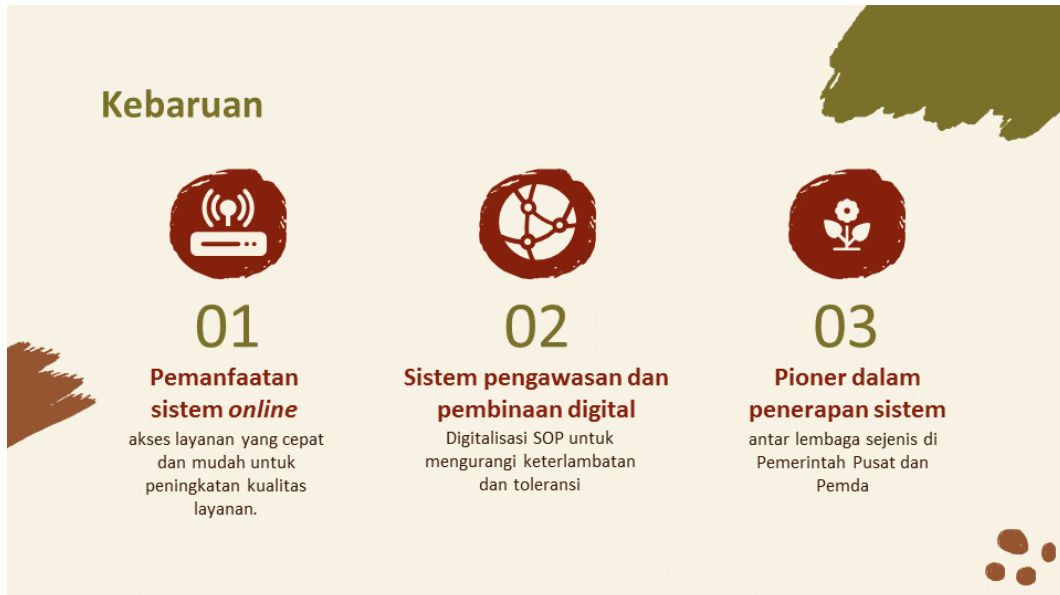 Kebaruan
01
Pemanfaatan
sistem online
akses layanan yang cepat
dan mudah untuk
peningkatan kualitas
layanan.
02
Sistem pengawasan dan
pembinaan digital
Digitalisasi SOP untuk
mengurangi keterlambatan
dan toleransi
03
Pioner dalam
penerapan sistem
antar lembaga sejenis di
Pemerintah Pusat dan
Pemda